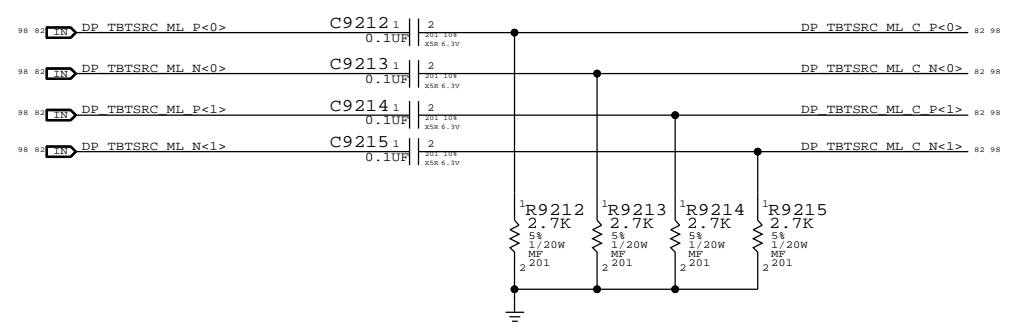 98 82 IN DP_TBTSRC_ML_P<0> C9212 1 2 DP_TBTSRC_ML_C_P<0> 82 98
0.1UF 201 10%
X5R 6.3V
98 82 IN DP_TBTSRC_ML_N<0> C9213 1 2 DP_TBTSRC_ML_C_N<0> 82 98
0.1UF 201 10%
X5R 6.3V
98 82 IN DP_TBTSRC_ML_P<1> C9214 1 2 DP_TBTSRC_ML_C_P<1> 82 98
0.1UF 201 10%
X5R 6.3V
98 82 IN DP_TBTSRC_ML_N<1> C9215 1 2 DP_TBTSRC_ML_C_N<1> 82 98
0.1UF 201 10%
X5R 6.3V
1 R9212 1 R9213 1 R9214 1 R9215
2.7K 2.7K 2.7K 2.7K
5% 5% 5% 5%
1/20W 1/20W 1/20W 1/20W
MF MF MF MF
2 201 2 201 2 201 2 201